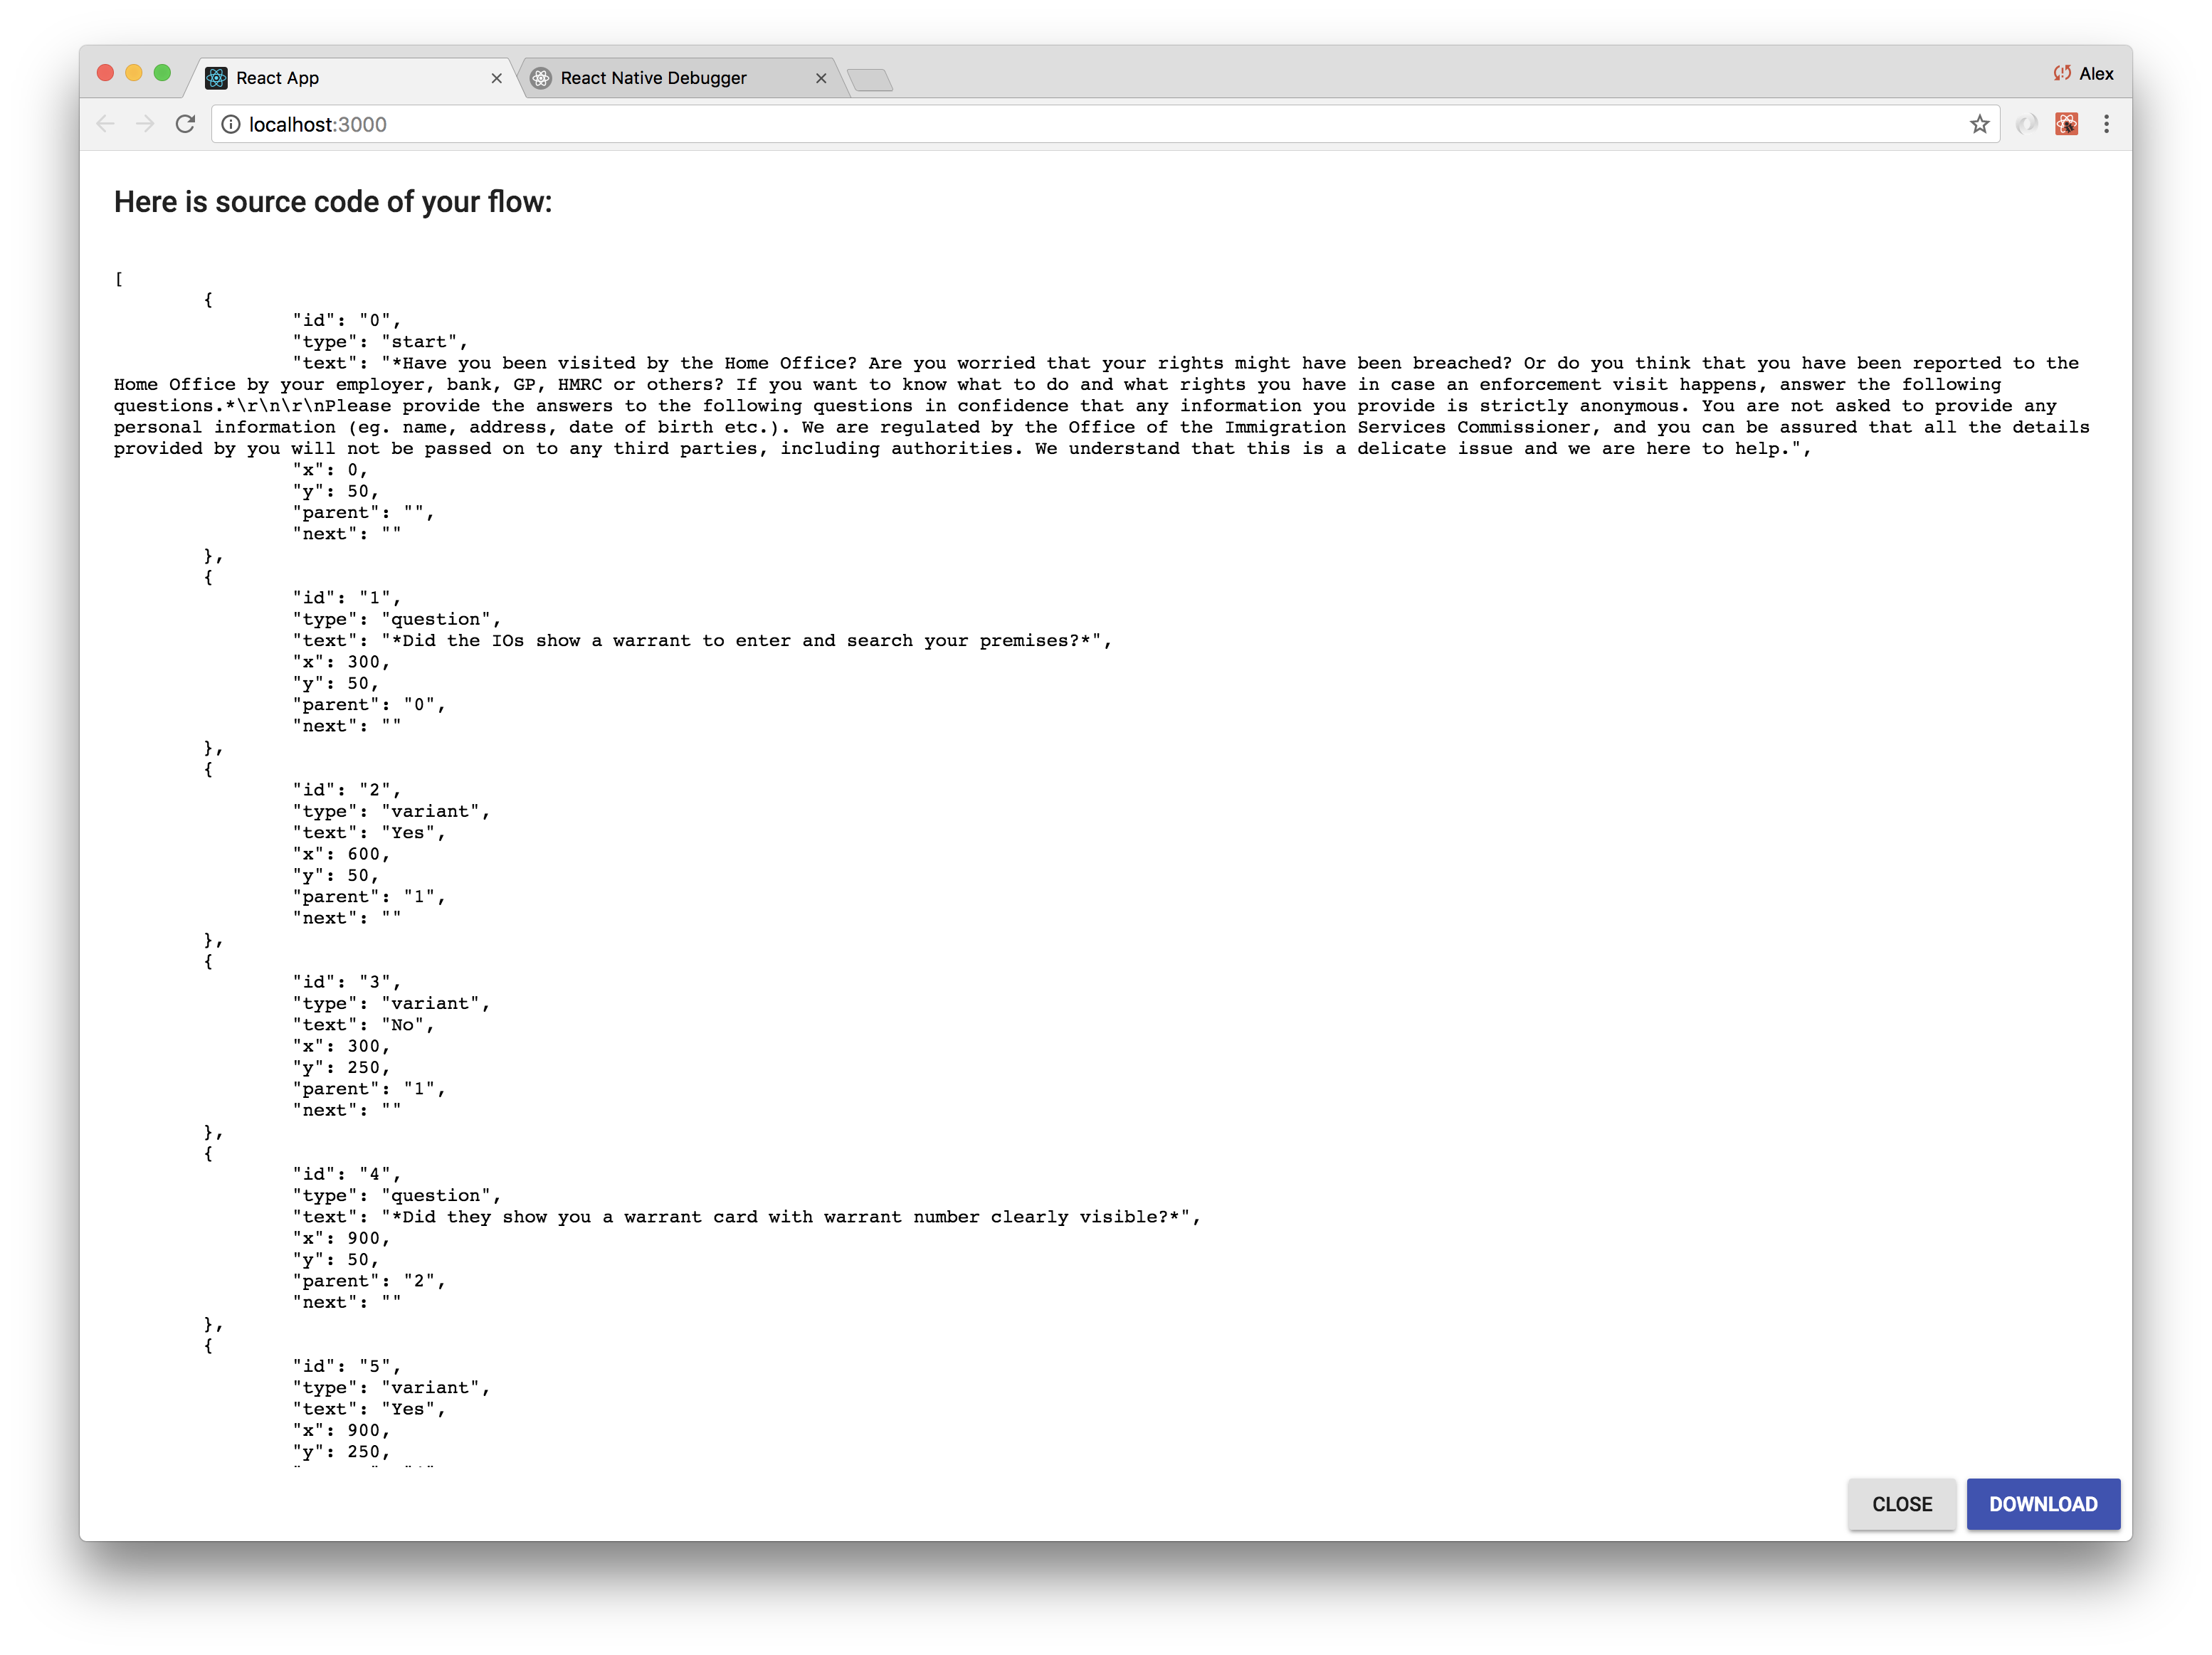 React App
React Native Debugger
Alex
localhost:3000
Here is source code of your flow:
[
{
"id": "0",
"type": "start",
"text": "*Have you been visited by the Home Office? Are you worried that your rights might have been breached? Or do you think that you have been reported to the
Home Office by your employer, bank, GP, HMRC or others? If you want to know what to do and what rights you have in case an enforcement visit happens, answer the following
questions.*\r\n\r\nPlease provide the answers to the following questions in confidence that any information you provide is strictly anonymous. You are not asked to provide any
personal information (eg. name, address, date of birth etc.). We are regulated by the Office of the Immigration Services Commissioner, and you can be assured that all the details
provided by you will not be passed on to any third parties, including authorities. We understand that this is a delicate issue and we are here to help.",
"x": 0,
"y": 50,
"parent": "",
"next": ""
},
{
"id": "1",
"type": "question",
"text": "*Did the IOs show a warrant to enter and search your premises?*",
"x": 300,
"y": 50,
"parent": "0",
"next": ""
},
{
"id": "2",
"type": "variant",
"text": "Yes",
"x": 600,
"y": 50,
"parent": "1",
"next": ""
},
{
"id": "3",
"type": "variant",
"text": "No",
"x": 300,
"y": 250,
"parent": "1",
"next": ""
},
{
"id": "4",
"type": "question",
"text": "*Did they show you a warrant card with warrant number clearly visible?*",
"x": 900,
"y": 50,
"parent": "2",
"next": ""
},
{
"id": "5",
"type": "variant",
"text": "Yes",
"x": 900,
"y": 250,
CLOSE
DOWNLOAD